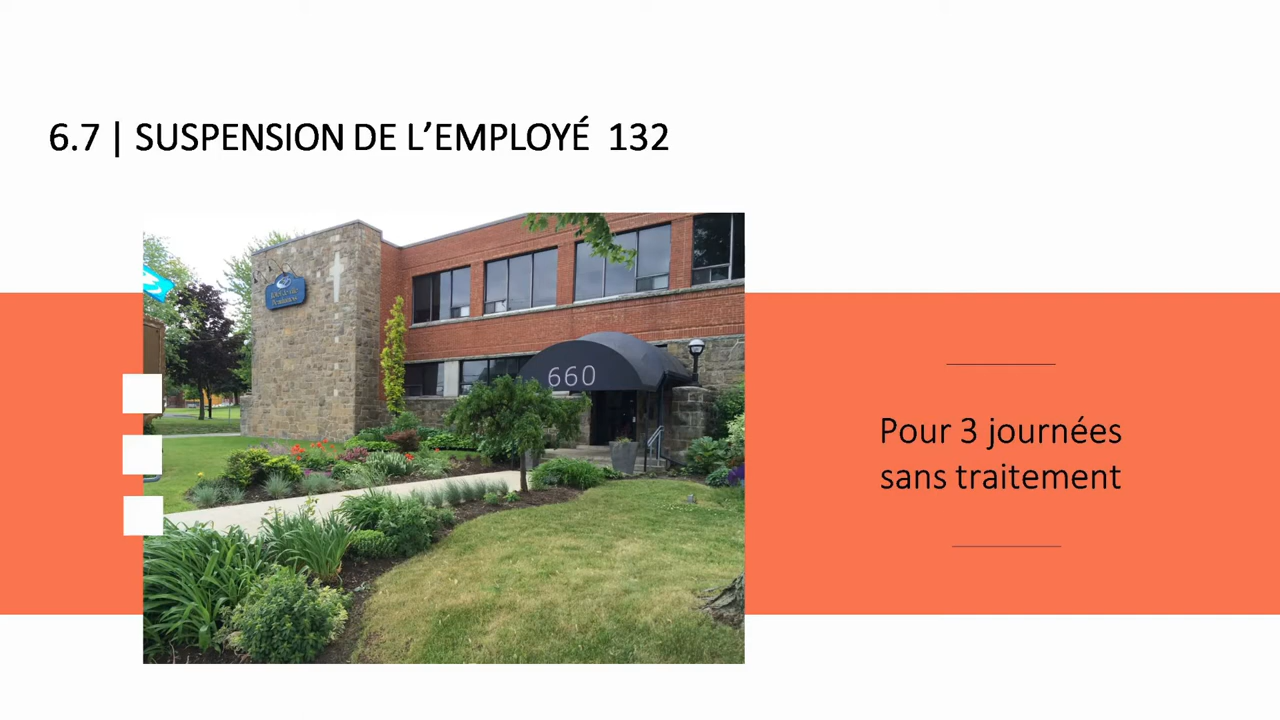 6.7 | SUSPENSION DE L’EMPLOYÉ 132
660
Pour 3 journées
sans traitement